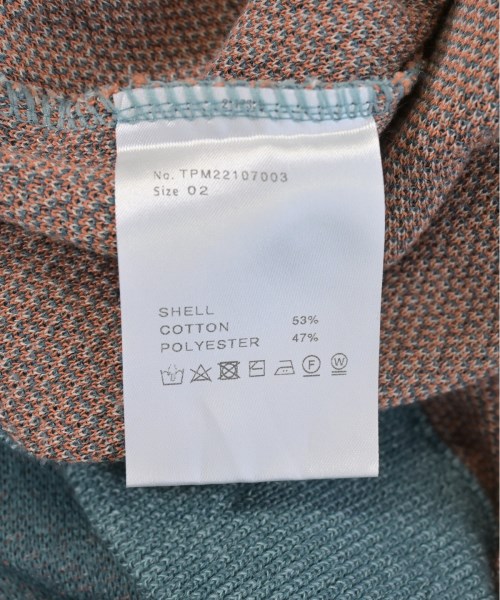 No. TPM22107003
Size 02
SHELL
COTTON 53%
POLYESTER 47%
F W